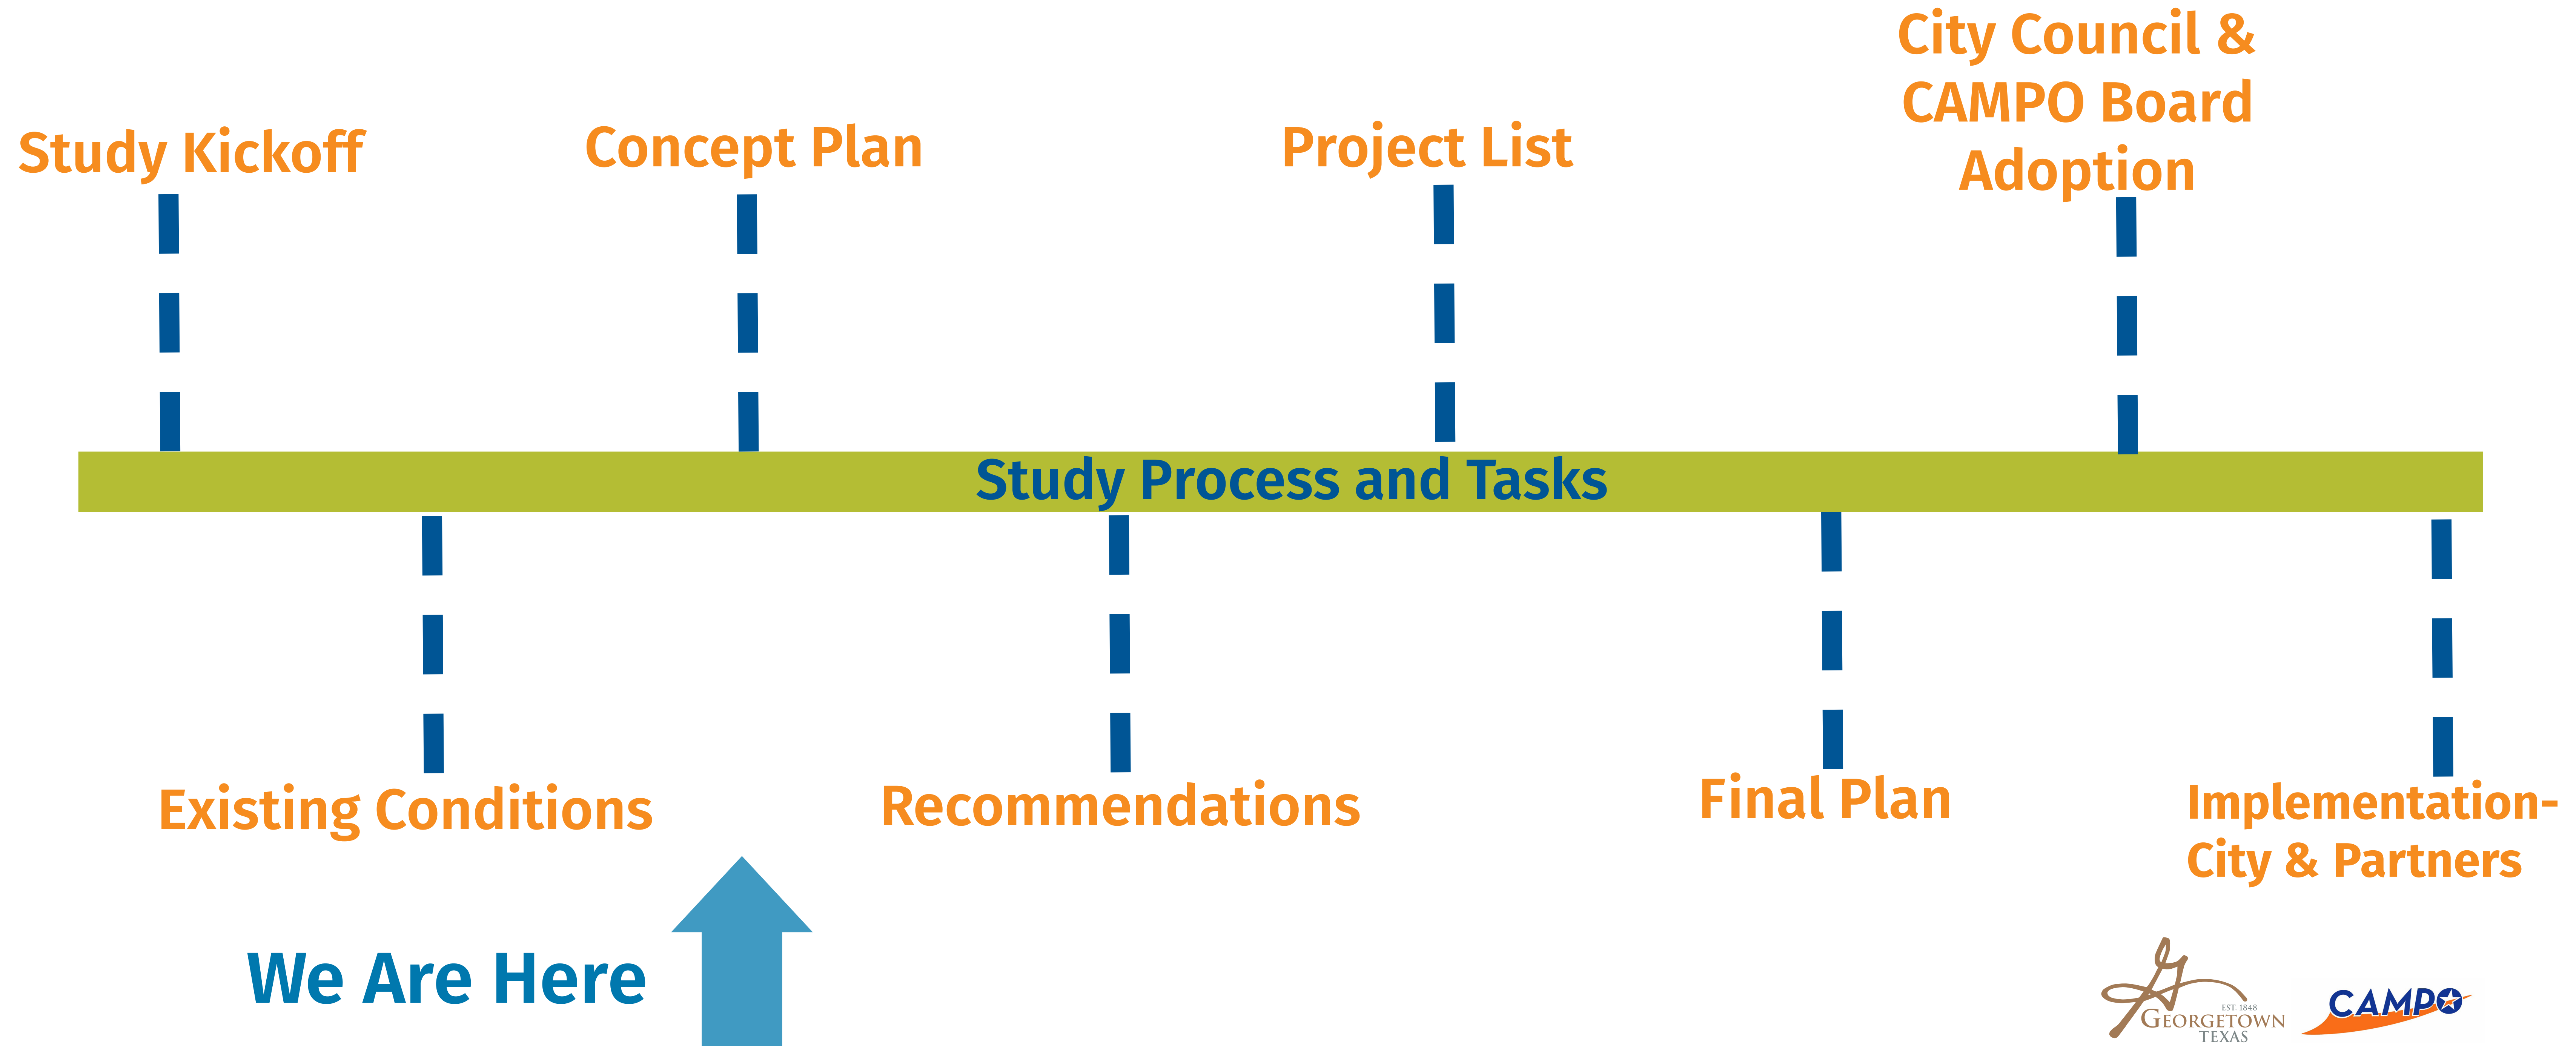 City Council &
CAMPO Board
Adoption
Study Kickoff
Concept Plan
Project List
Study Process and Tasks
Existing Conditions
Recommendations
Final Plan
Implementation-
City & Partners
We Are Here
EST. 1848
GEORGETOWN
TEXAS
CAMPO